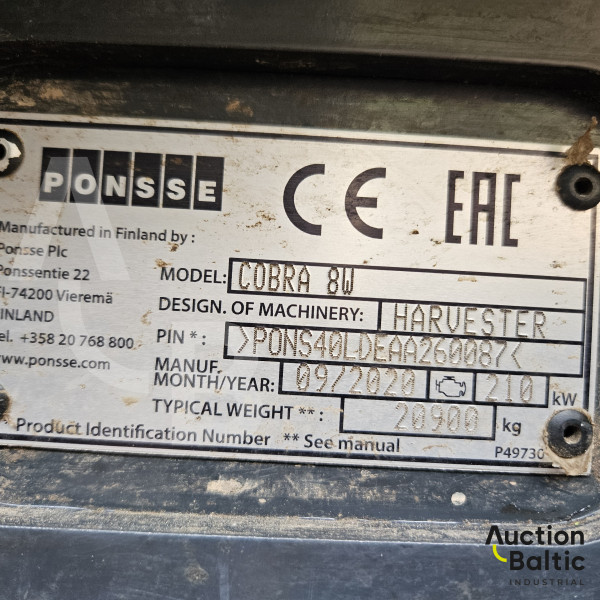 PONSSE CE EAC
Manufactured in Finland by :
Ponsse Plc
Ponssentie 22
FI-74200 Vieremä
FINLAND
Tel. +358 20 768 800
www.ponsse.com
MODEL: COBRA 8W
DESIGN. OF MACHINERY: HARVESTER
PIN * : >PONS40LDEAA260087<
MANUF.
MONTH/YEAR: 09/2020 210 kW
TYPICAL WEIGHT ** : 20900 kg
* Product Identification Number ** See manual P49730
Auction
Baltic
INDUSTRIAL